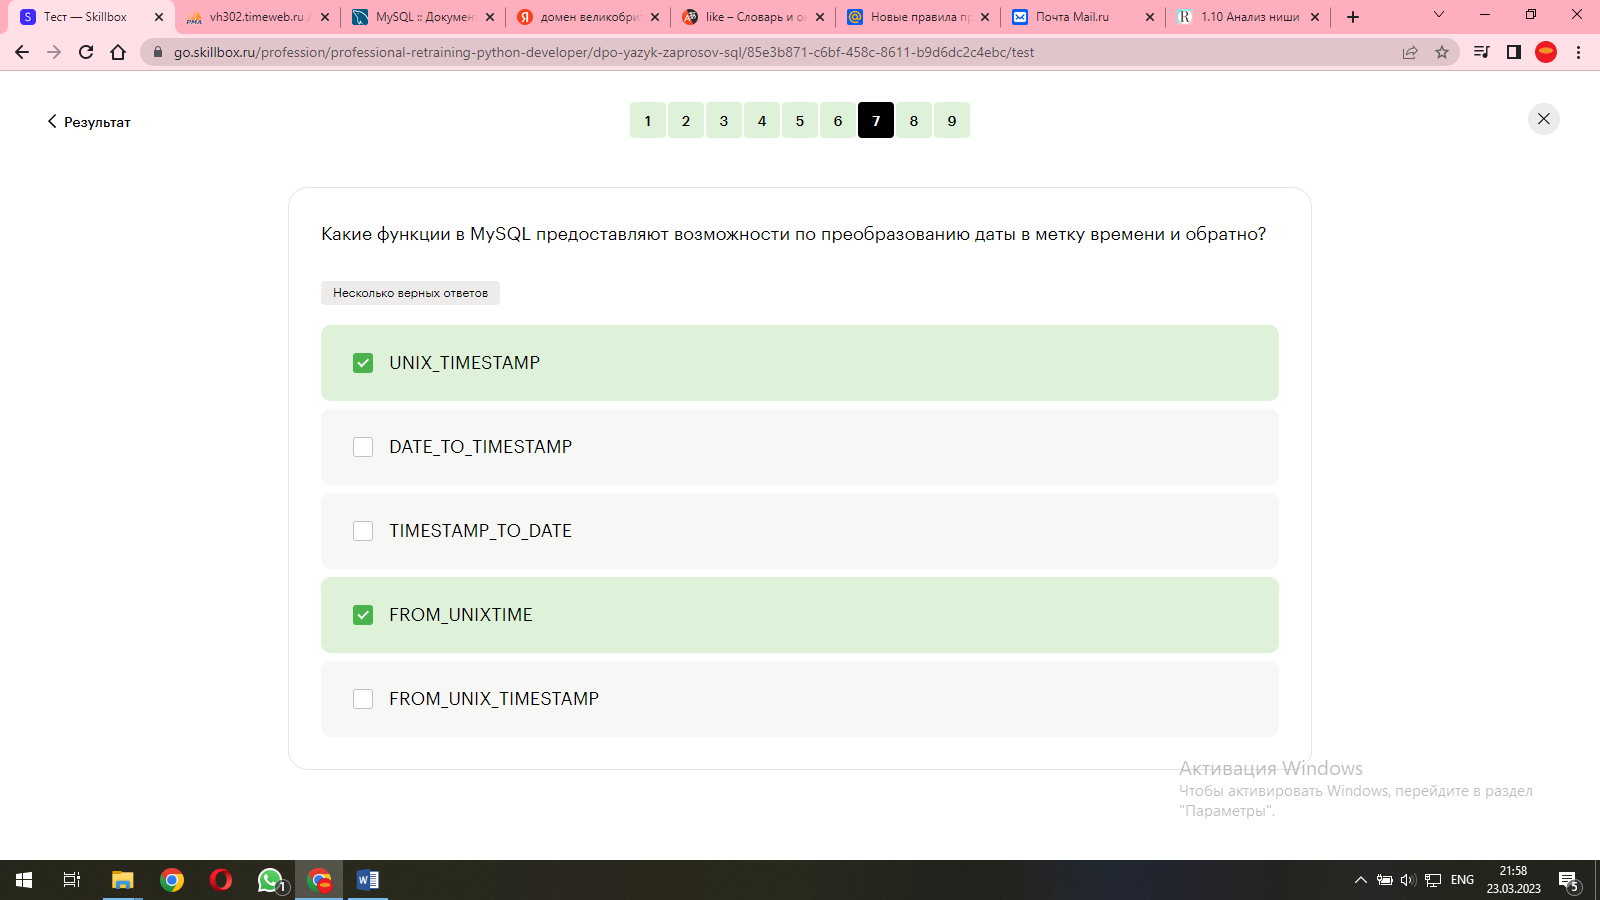 Тест — Skillbox
vh302.timeweb.ru /
MySQL :: Докумен
домен великобри
like – Словарь и о
Новые правила п
Почта Mail.ru
1.10 Анализ ниши
go.skillbox.ru/profession/professional-retraining-python-developer/dpo-yazyk-zaprosov-sql/85e3b871-c6bf-458c-8611-b9d6dc2c4ebc/test
Результат
1 2 3 4 5 6 7 8 9
Какие функции в MySQL предоставляют возможности по преобразованию даты в метку времени и обратно?
Несколько верных ответов
UNIX_TIMESTAMP
DATE_TO_TIMESTAMP
TIMESTAMP_TO_DATE
FROM_UNIXTIME
FROM_UNIX_TIMESTAMP
Активация Windows
Чтобы активировать Windows, перейдите в раздел
"Параметры".
ENG
21:58
23.03.2023